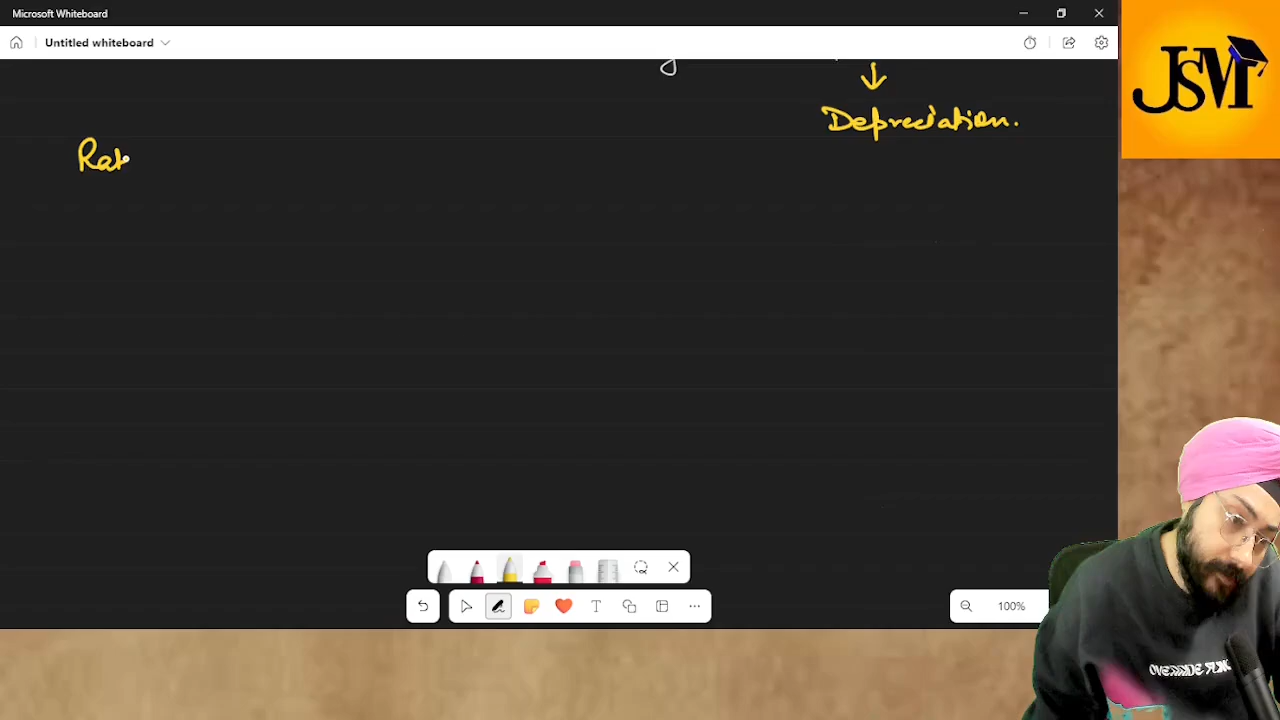 Microsoft Whiteboard
Untitled whiteboard
JSM
Depreciation.
Rat
100%